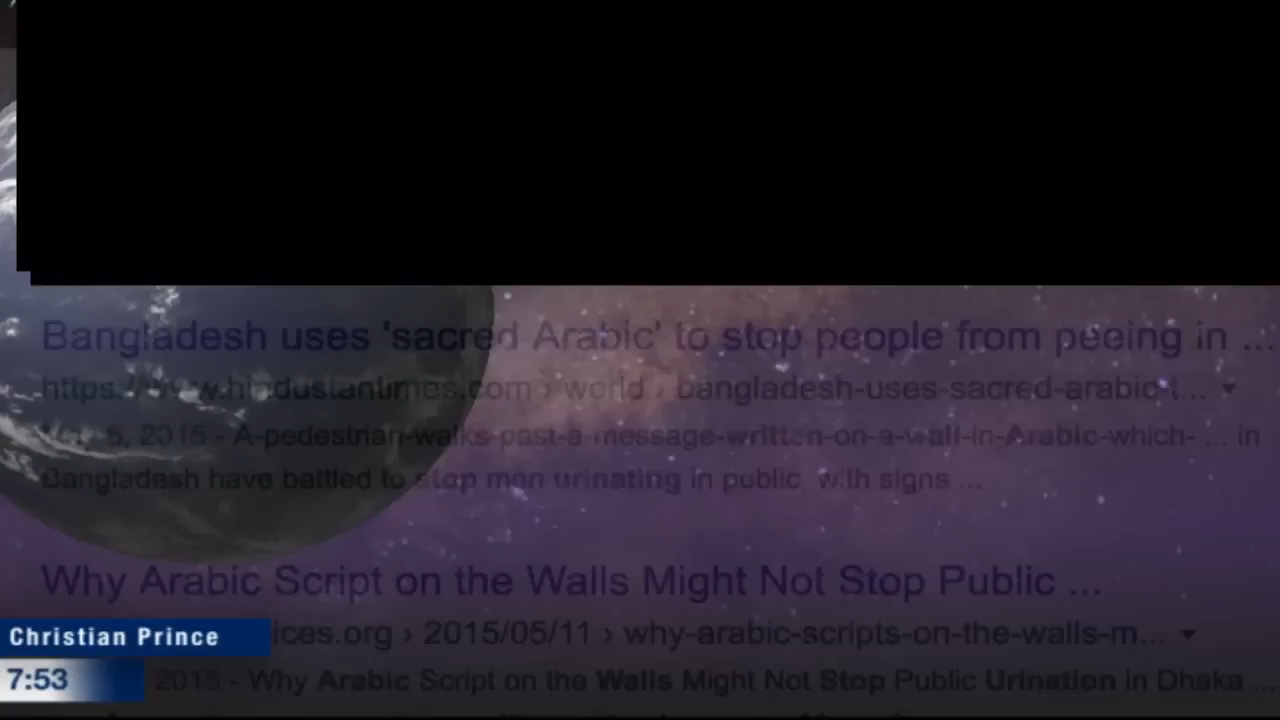 Bangladesh uses 'sacred Arabic' to stop people from peeing in ...
https://www.hindustantimes.com › world › bangladesh-uses-sacred-arabic-t...
5, 2015 - A-pedestrian-walks-past-a message-written-on-a-wall-in-Arabic-which- ... in
Bangladesh have battled to stop men urinating in public with signs ...
Why Arabic Script on the Walls Might Not Stop Public ...
ices.org › 2015/05/11 › why-arabic-scripts-on-the-walls-m...
Christian Prince
2015 - Why Arabic Script on the Walls Might Not Stop Public Urination in Dhaka ...
7:53